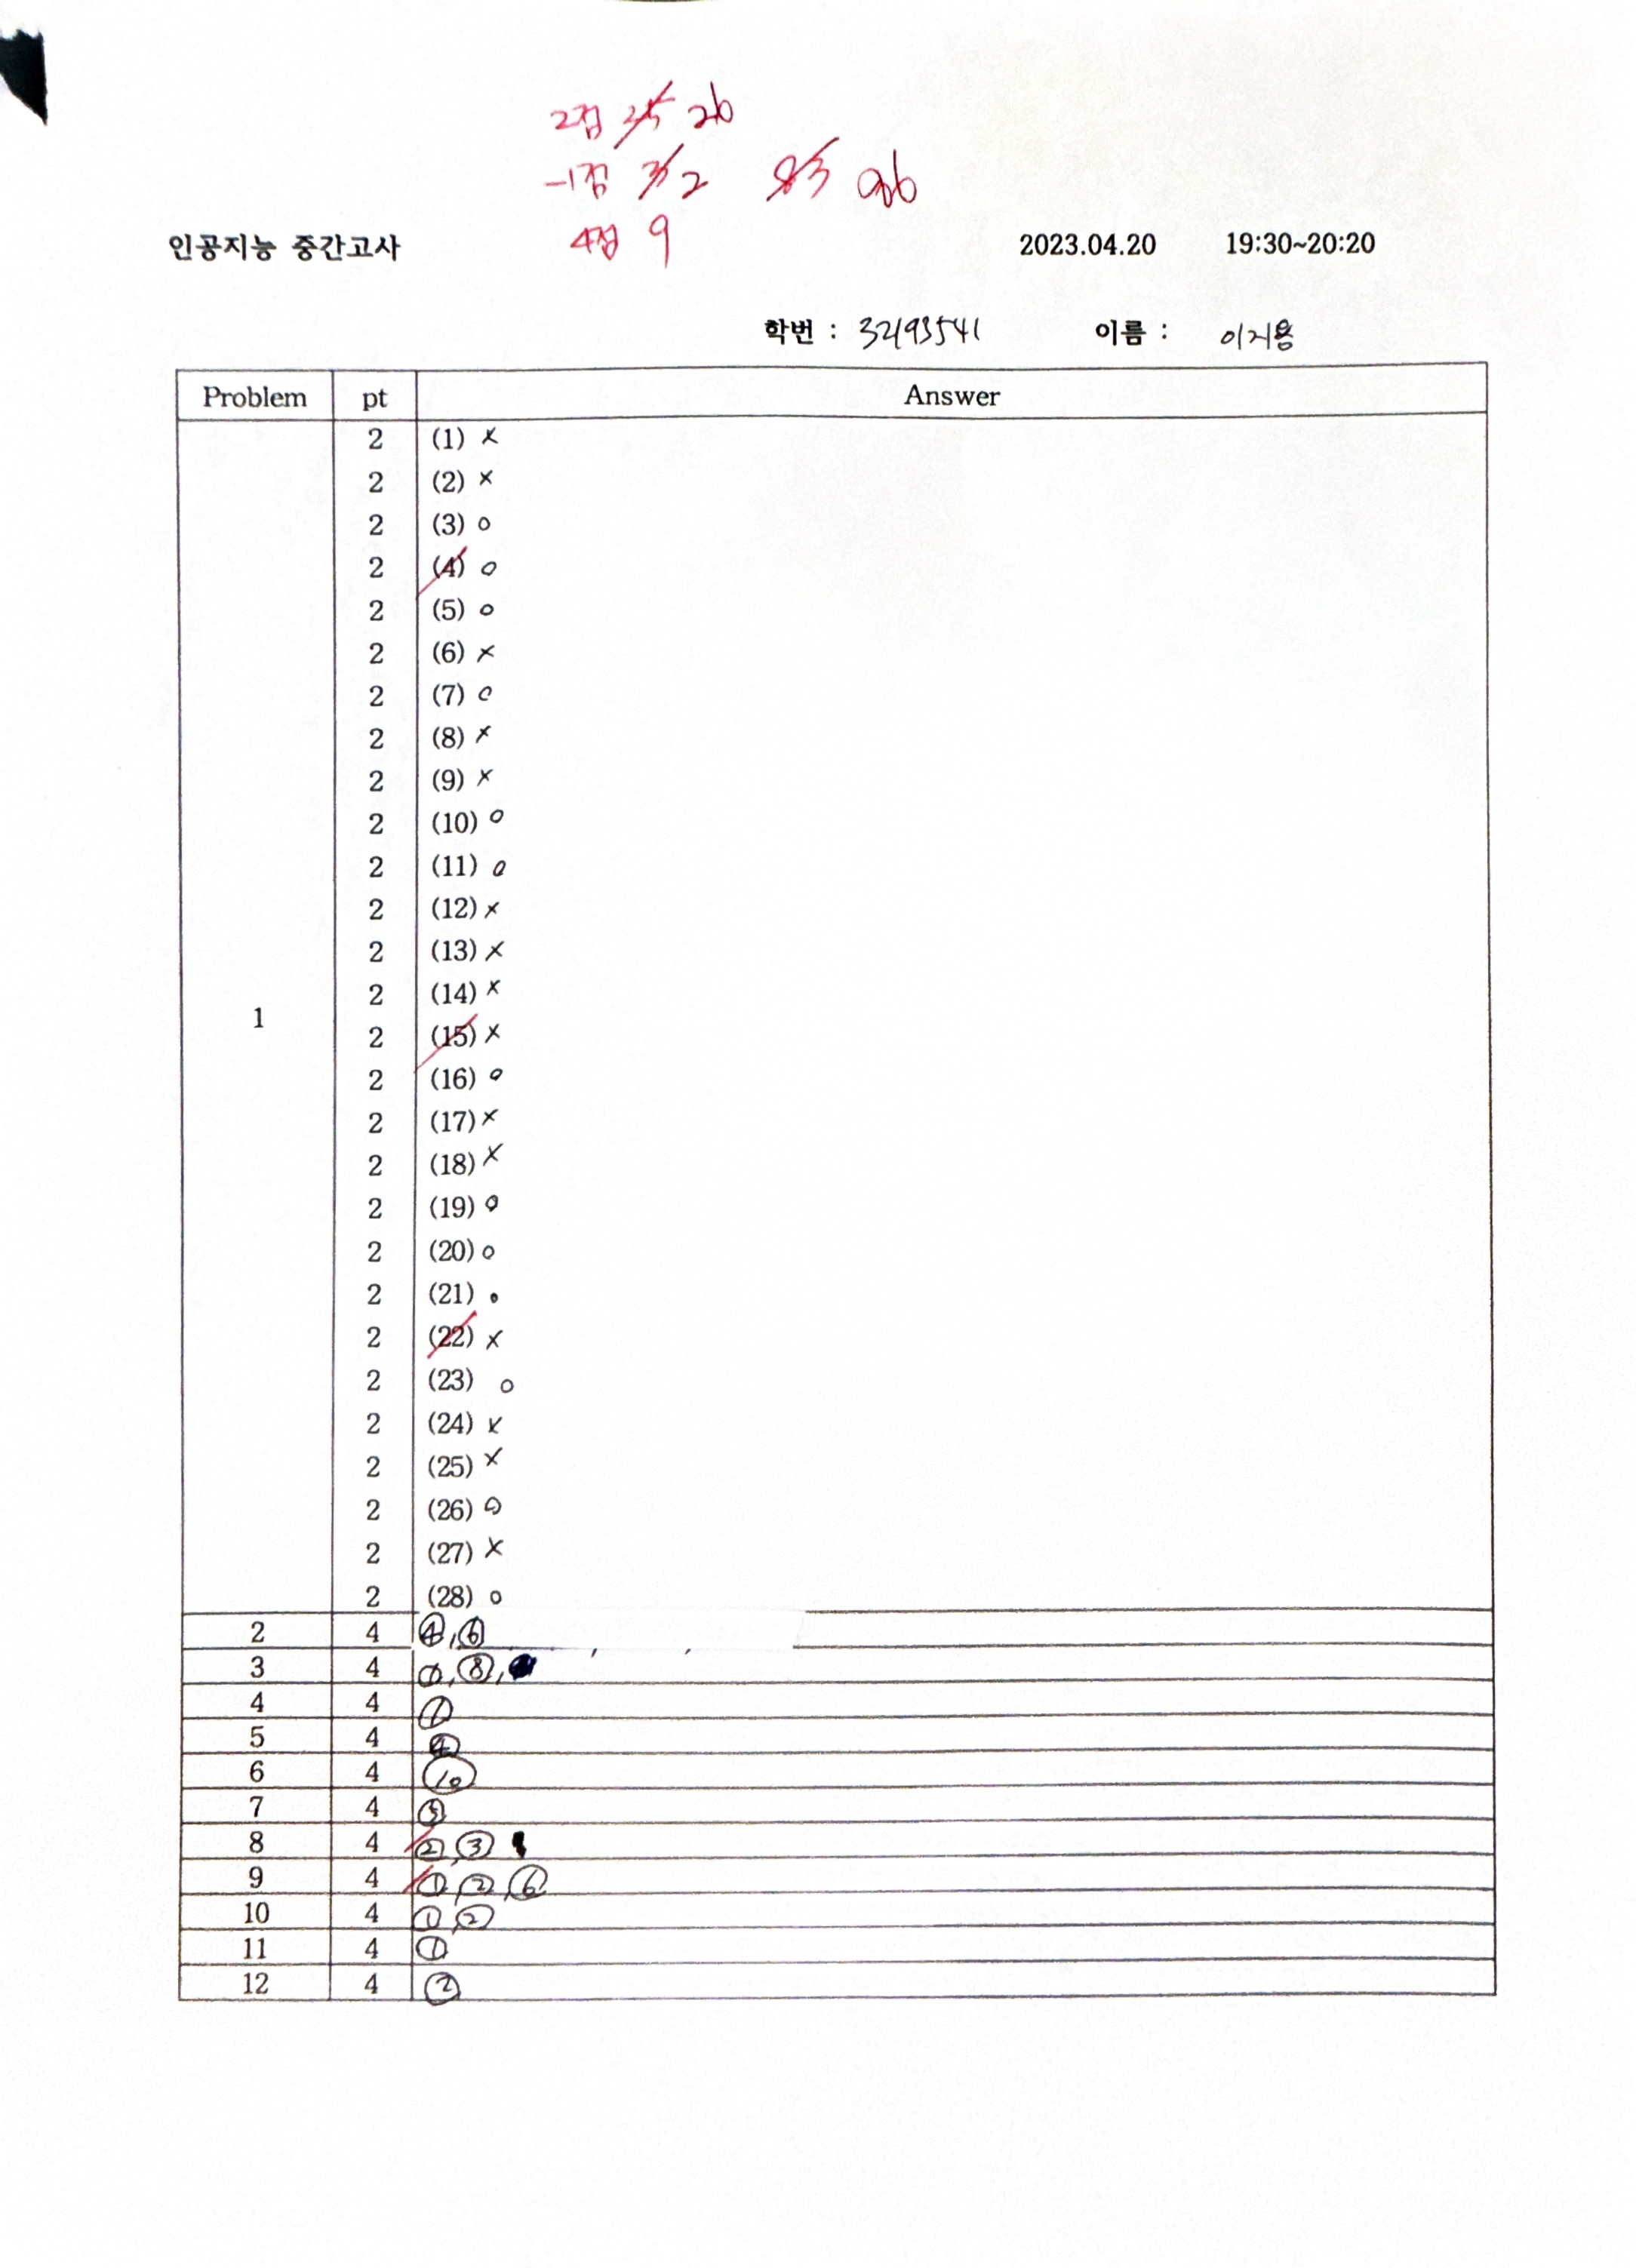 2점 35 26
-1점 3 2 83 86
4점 9
인공지능 중간고사 2023.04.20 19:30~20:20
학번 : 32193541 이름 : 이지용
Problem pt Answer
2 (1) ×
2 (2) ×
2 (3) ○
2 (4) ○
2 (5) ○
2 (6) ×
2 (7) ○
2 (8) ×
2 (9) ×
2 (10) ○
2 (11) ○
2 (12) ×
2 (13) ×
2 (14) ×
1 2 (15) ×
2 (16) ○
2 (17) ×
2 (18) ×
2 (19) ○
2 (20) ○
2 (21)
2 (22) ×
2 (23) ○
2 (24) ×
2 (25) ×
2 (26) ○
2 (27) ×
2 (28) ○
2 4 ④, ⑥
3 4 ①, ⑧,
4 4 ①
5 4 ④
6 4 ⑩
7 4 ⑤
8 4 ②, ③
9 4 ①, ②, ⑥
10 4 ①, ②
11 4 ①
12 4 ②